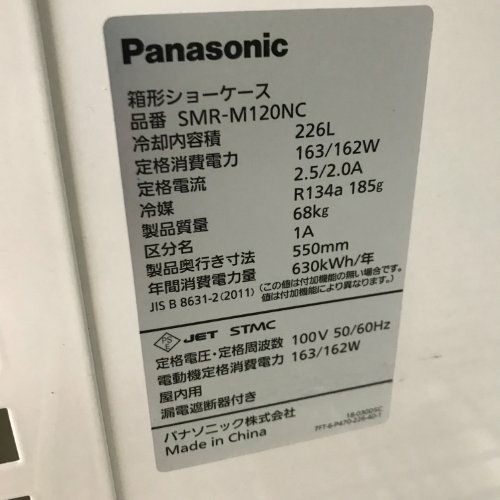 Panasonic
箱形ショーケース
品番 SMR-M120NC
冷却内容積 226L
定格消費電力 163/162W
定格電流 2.5/2.0A
冷媒 R134a 185g
製品質量 68kg
区分名 1A
製品奥行き寸法 550mm
年間消費電力量 630kWh/年
JIS B 8631-2(2011) (この値は付加機能の無い場合です。
値は付加機能により異なります。)
PSE JET STMC
定格電圧・定格周波数 100V 50/60Hz
電動機定格消費電力 163/162W
屋内用
漏電遮断器付き
パナソニック株式会社
Made in China
7FT-6-P470-226-40-1